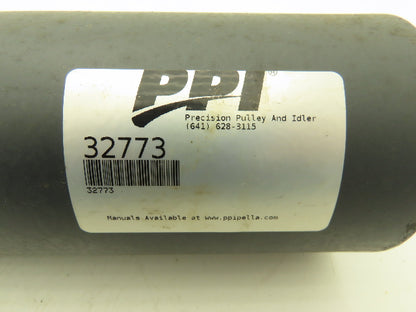 PPI®
Precision Pulley And Idler
(641) 628-3115
32773
32773
Manuals Available at www.ppipella.com